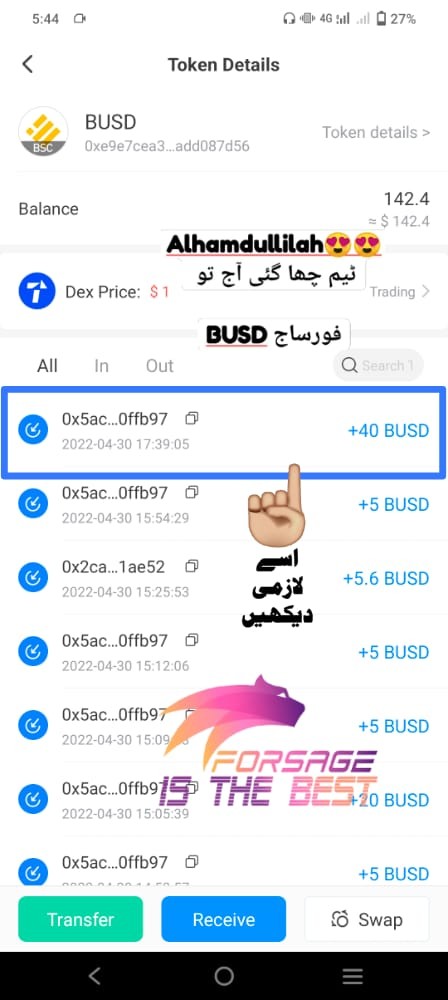 5:44
4G 27%
Token Details
BUSD
BSC
0xe9e7cea3...add087d56
Token details >
Balance
142.4
≈ $ 142.4
Alhamdullilah😍😍
ٹیم چھا گئی آج تو
Dex Price: $ 1
Trading >
فورساج BUSD
All In Out
Search T
0x5ac...0ffb97
2022-04-30 17:39:05
+40 BUSD
0x5ac...0ffb97
2022-04-30 15:54:29
+5 BUSD
اسے
لازمی
دیکھیں
0x2ca...1ae52
2022-04-30 15:25:53
+5.6 BUSD
0x5ac...0ffb97
2022-04-30 15:12:06
+5 BUSD
0x5ac...0ffb97
2022-04-30 15:09
+5 BUSD
FORSAGE
IS THE BEST
0x5ac...0ffb97
2022-04-30 15:05:39
+20 BUSD
0x5ac...0ffb97
+5 BUSD
Transfer
Receive
Swap